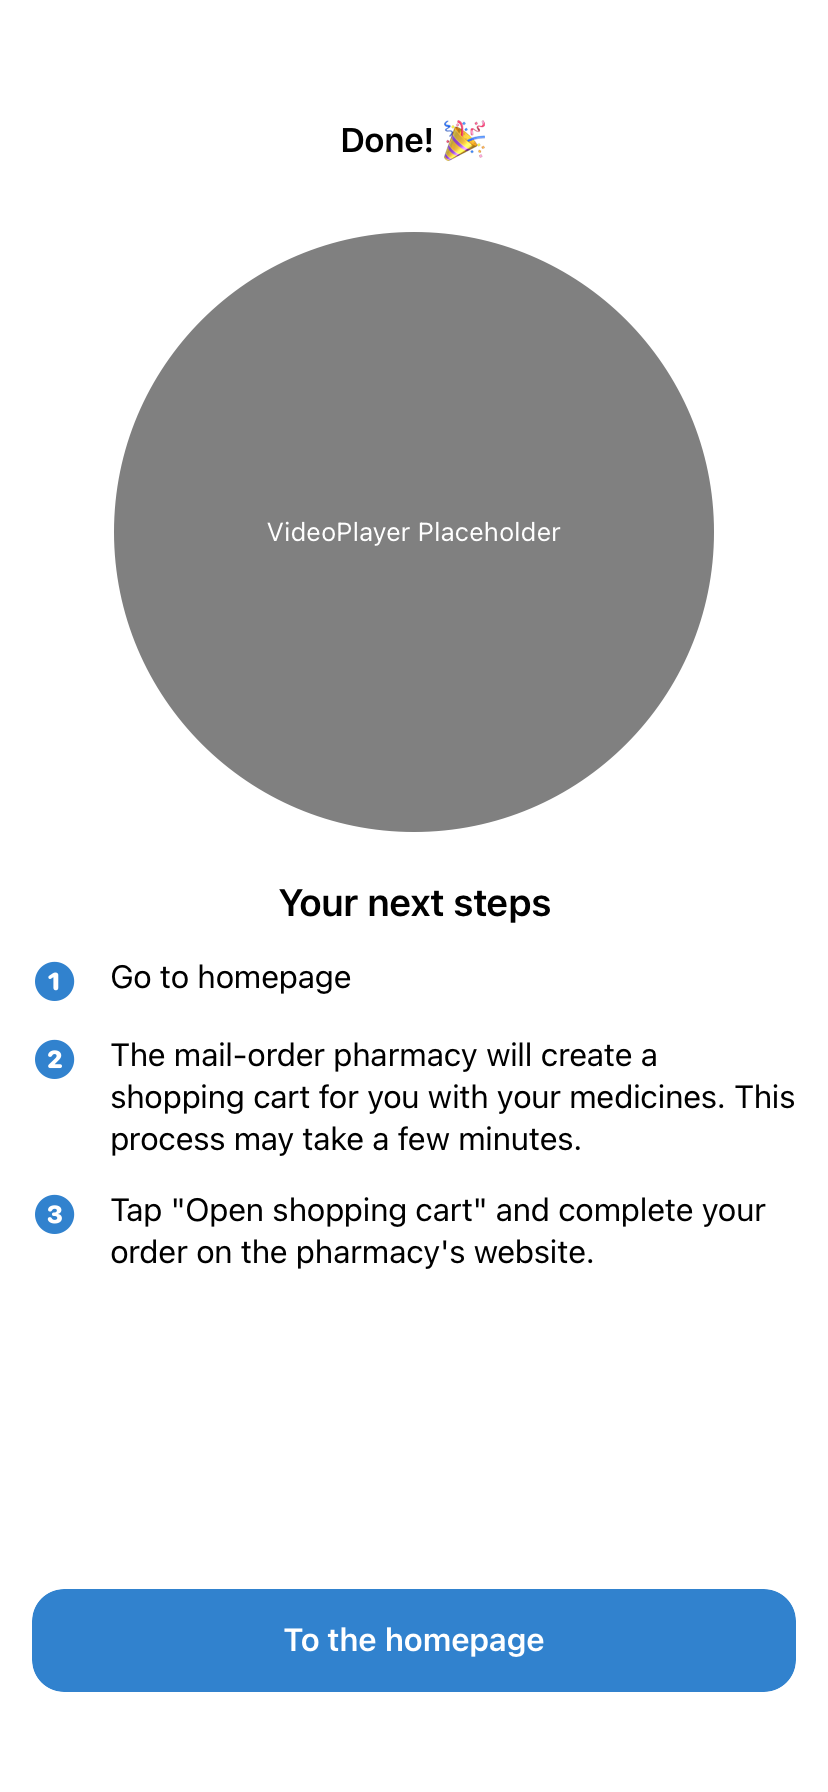 Done! 🎉
VideoPlayer Placeholder
Your next steps
1 Go to homepage
2 The mail-order pharmacy will create a
shopping cart for you with your medicines. This
process may take a few minutes.
3 Tap "Open shopping cart" and complete your
order on the pharmacy's website.
To the homepage